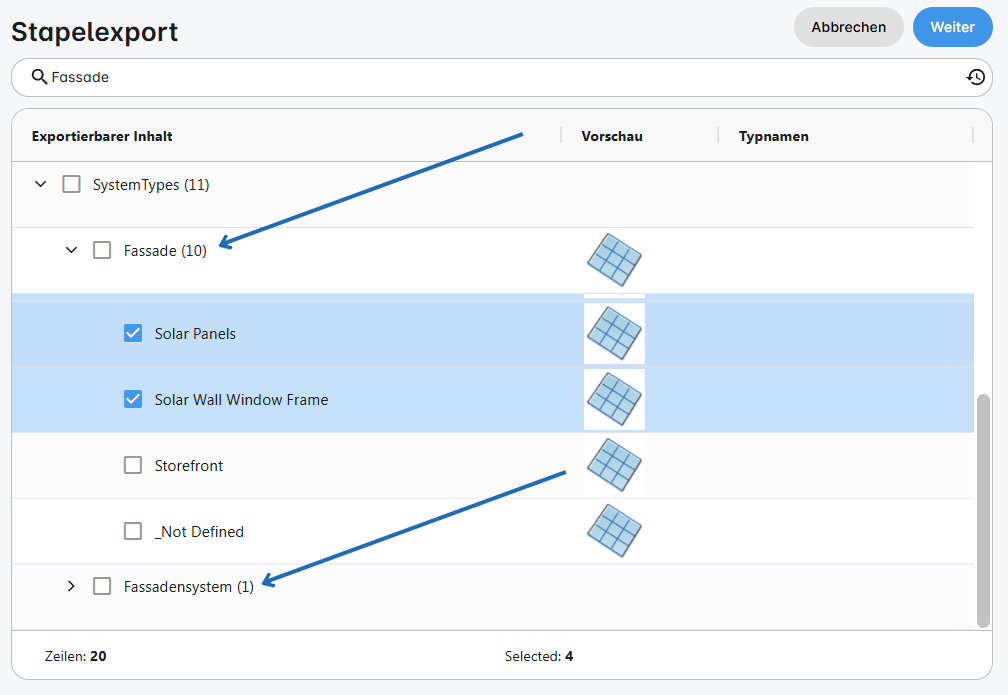 Stapelexport
Abbrechen
Weiter
Fassade
Exportierbarer Inhalt Vorschau Typnamen
SystemTypes (11)
Fassade (10)
Solar Panels
Solar Wall Window Frame
Storefront
_Not Defined
Fassadensystem (1)
Zeilen: 20 Selected: 4